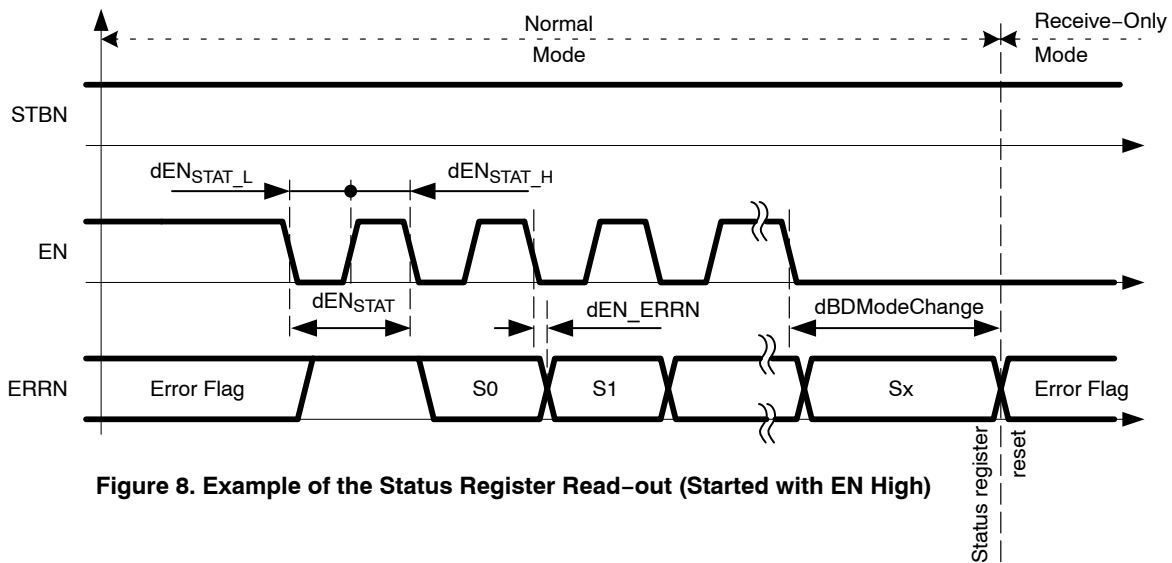 Normal
Mode
Receive−Only
Mode
STBN
dEN_STAT_L
dEN_STAT_H
EN
dEN_STAT
dEN_ERRN
dBDModeChange
ERRN
Error Flag
S0
S1
Sx
Error Flag
Status register
reset
Figure 8. Example of the Status Register Read−out (Started with EN High)